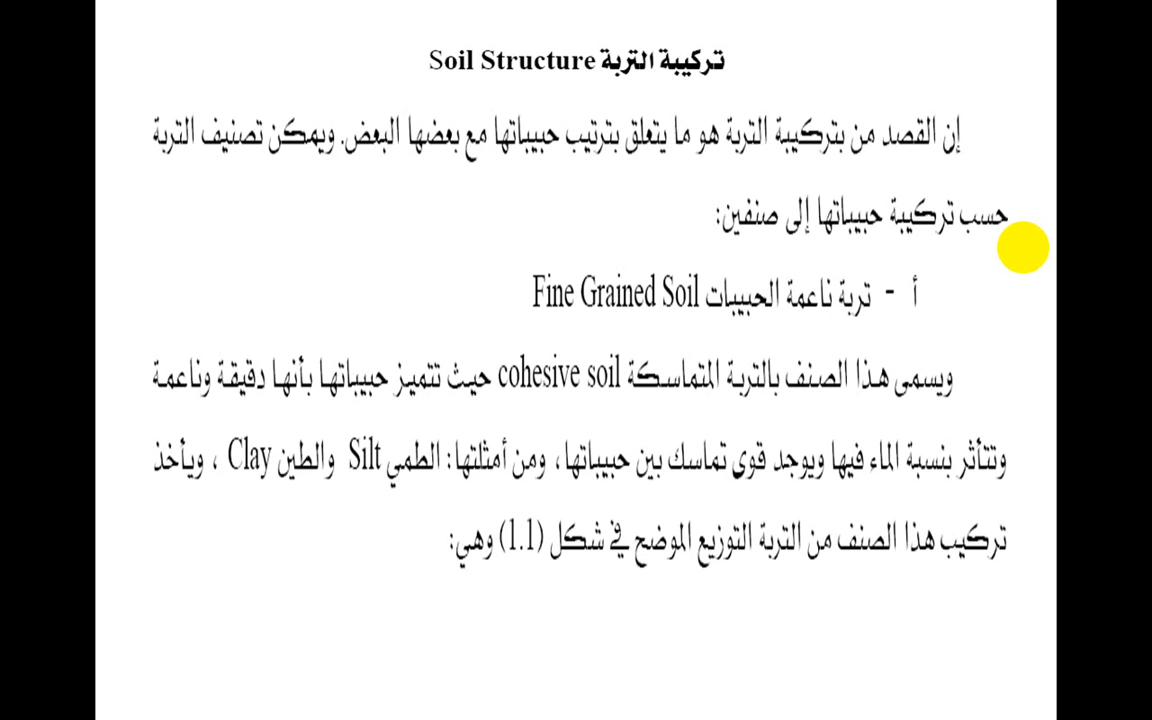 تركيبة التربة Soil Structure
إن القصد من بتركيبة التربة هو ما يتعلق بترتيب حبيباتها مع بعضها البعض. ويمكن تصنيف التربة
حسب تركيبة حبيباتها إلى صنفين:
أ - تربة ناعمة الحبيبات Fine Grained Soil
ويسمى هذا الصنف بالتربة المتماسكة cohesive soil حيث تتميز حبيباتها بأنها دقيقة وناعمة
وتتأثر بنسبة الماء فيها ويوجد قوى تماسك بين حبيباتها، ومن أمثلتها: الطمي Silt والطين Clay ، ويأخذ
تركيب هذا الصنف من التربة التوزيع الموضح في شكل (1.1) وهي: